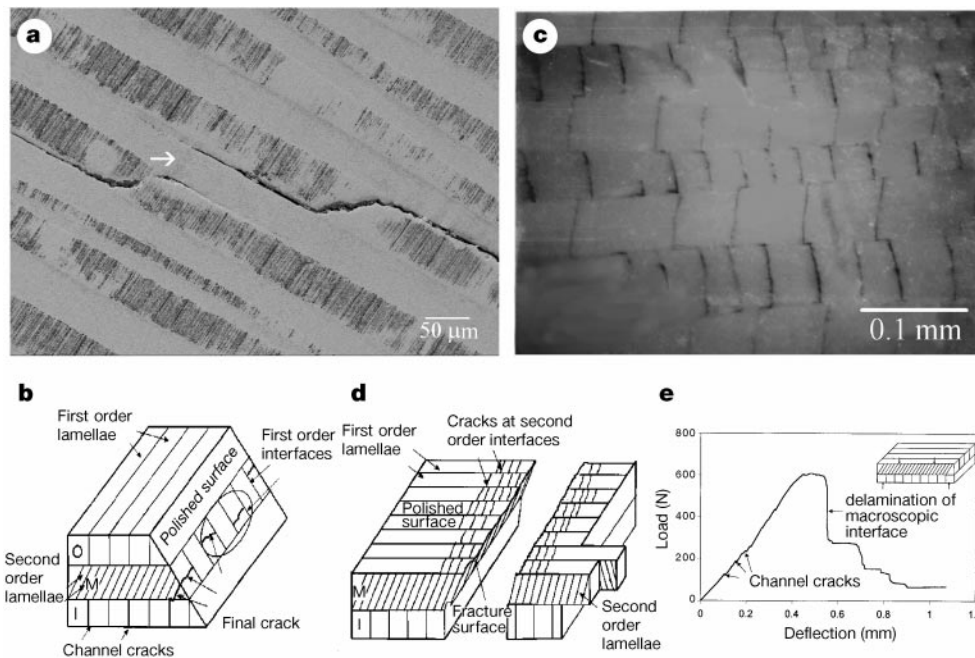 a
50 μm
c
0.1 mm
b
First order
lamellae
First order
interfaces
Polished surface
O
Second
order
lamellae
M
I
Final crack
Channel cracks
d
First order
lamellae
Cracks at second
order interfaces
Polished
surface
M
I
Fracture
surface
Second
order
lamellae
e
800
600
400
200
0
Load (N)
delamination of
macroscopic
interface
Channel cracks
0 0.2 0.4 0.6 0.8 1.0 1.2
Deflection (mm)